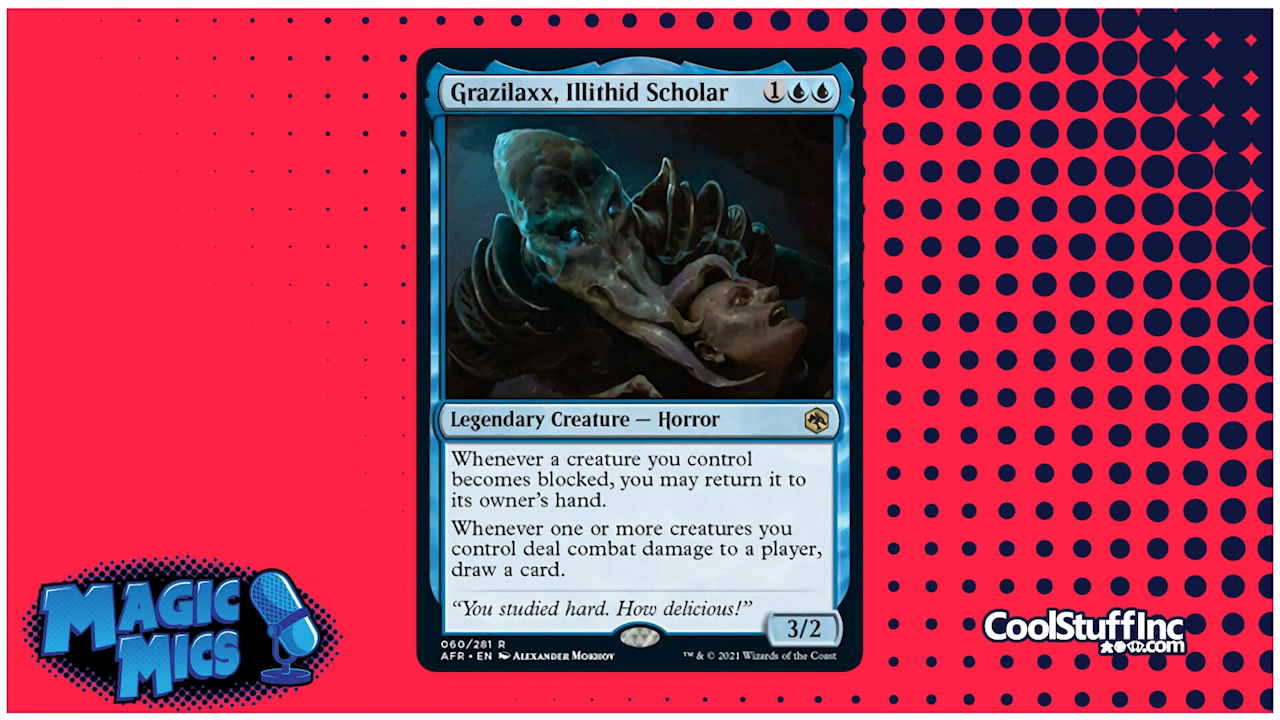 Grazilaxx, Illithid Scholar 1
Legendary Creature — Horror
Whenever a creature you control
becomes blocked, you may return it to
its owner's hand.
Whenever one or more creatures you
control deal combat damage to a player,
draw a card.
“You studied hard. How delicious!”
3/2
060/281 R
AFR • EN ALEXANDER MOKHOV
™ & © 2021 Wizards of the Coast
MAGIC
MICS
CoolStuffInc
.com